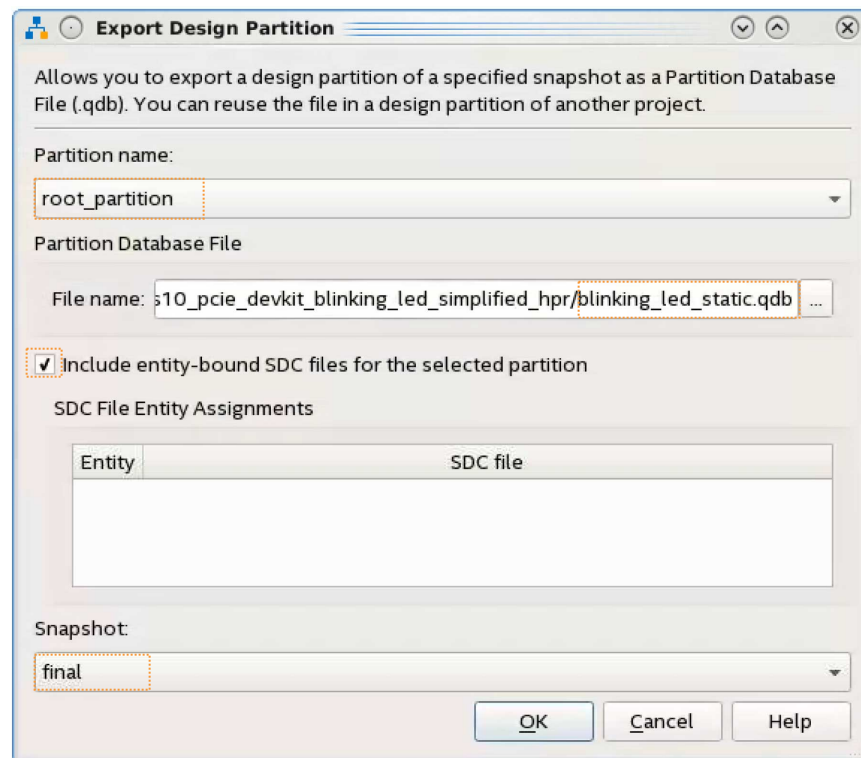 Export Design Partition
Allows you to export a design partition of a specified snapshot as a Partition Database
File (.qdb). You can reuse the file in a design partition of another project.
Partition name:
root_partition
Partition Database File
File name: s10_pcie_devkit_blinking_led_simplified_hpr/blinking_led_static.qdb ...
Include entity-bound SDC files for the selected partition
SDC File Entity Assignments
Entity SDC file
Snapshot:
final
OK Cancel Help